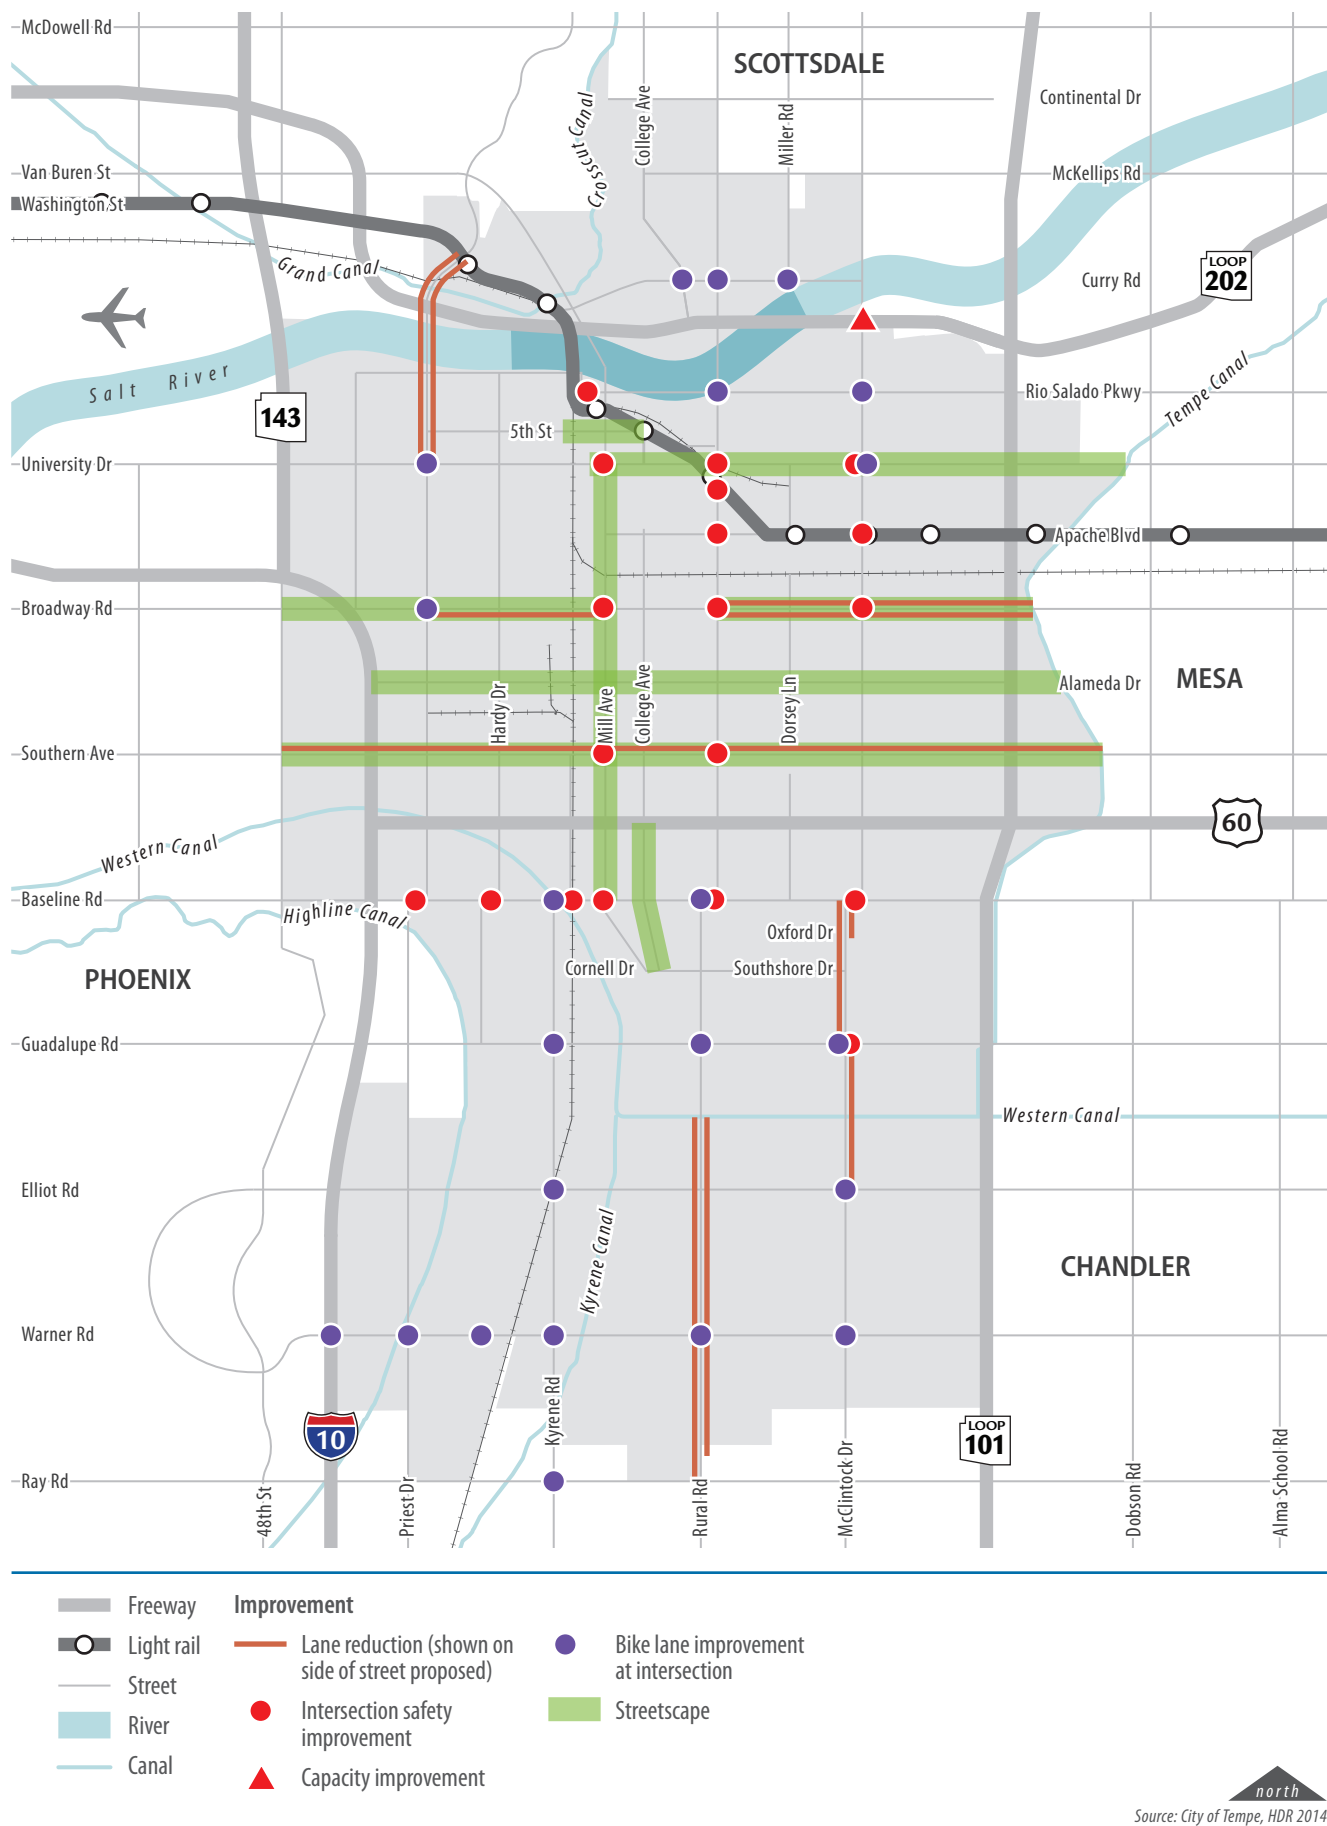 McDowell Rd
SCOTTSDALE
Continental Dr
Crosscut Canal
College Ave
Miller Rd
Van Buren St
McKellips Rd
Washington St
Grand Canal
Curry Rd
LOOP
202
Salt River
143
Rio Salado Pkwy
Tempe Canal
5th St
University Dr
Apache Blvd
Broadway Rd
Hardy Dr
Mill Ave
College Ave
Dorsey Ln
Alameda Dr
MESA
Southern Ave
60
Western Canal
Baseline Rd
Highline Canal
Oxford Dr
Cornell Dr
Southshore Dr
PHOENIX
Guadalupe Rd
Western Canal
Elliot Rd
Kyrene Canal
CHANDLER
Warner Rd
10
Kyrene Rd
LOOP
101
Ray Rd
48th St
Priest Dr
Rural Rd
McClintock Dr
Dobson Rd
Alma School Rd
Freeway
Light rail
Street
River
Canal
Improvement
Lane reduction (shown on
side of street proposed)
Intersection safety
improvement
Capacity improvement
Bike lane improvement
at intersection
Streetscape
north
Source: City of Tempe, HDR 2014